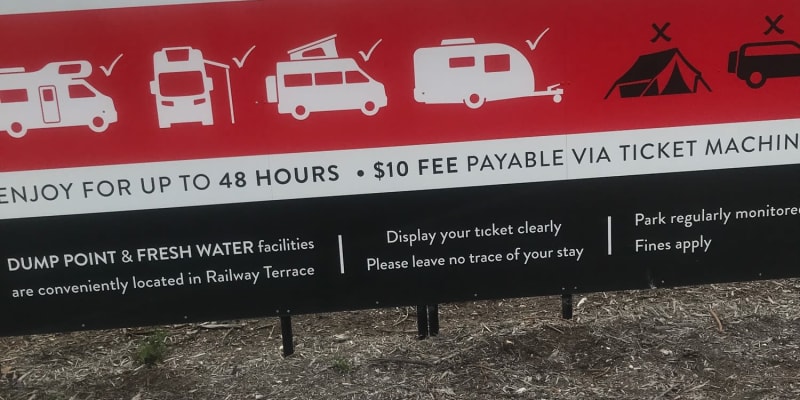 ENJOY FOR UP TO 48 HOURS • $10 FEE PAYABLE VIA TICKET MACHIN
DUMP POINT & FRESH WATER facilities
are conveniently located in Railway Terrace
Display your ticket clearly
Please leave no trace of your stay
Park regularly monitored
Fines apply